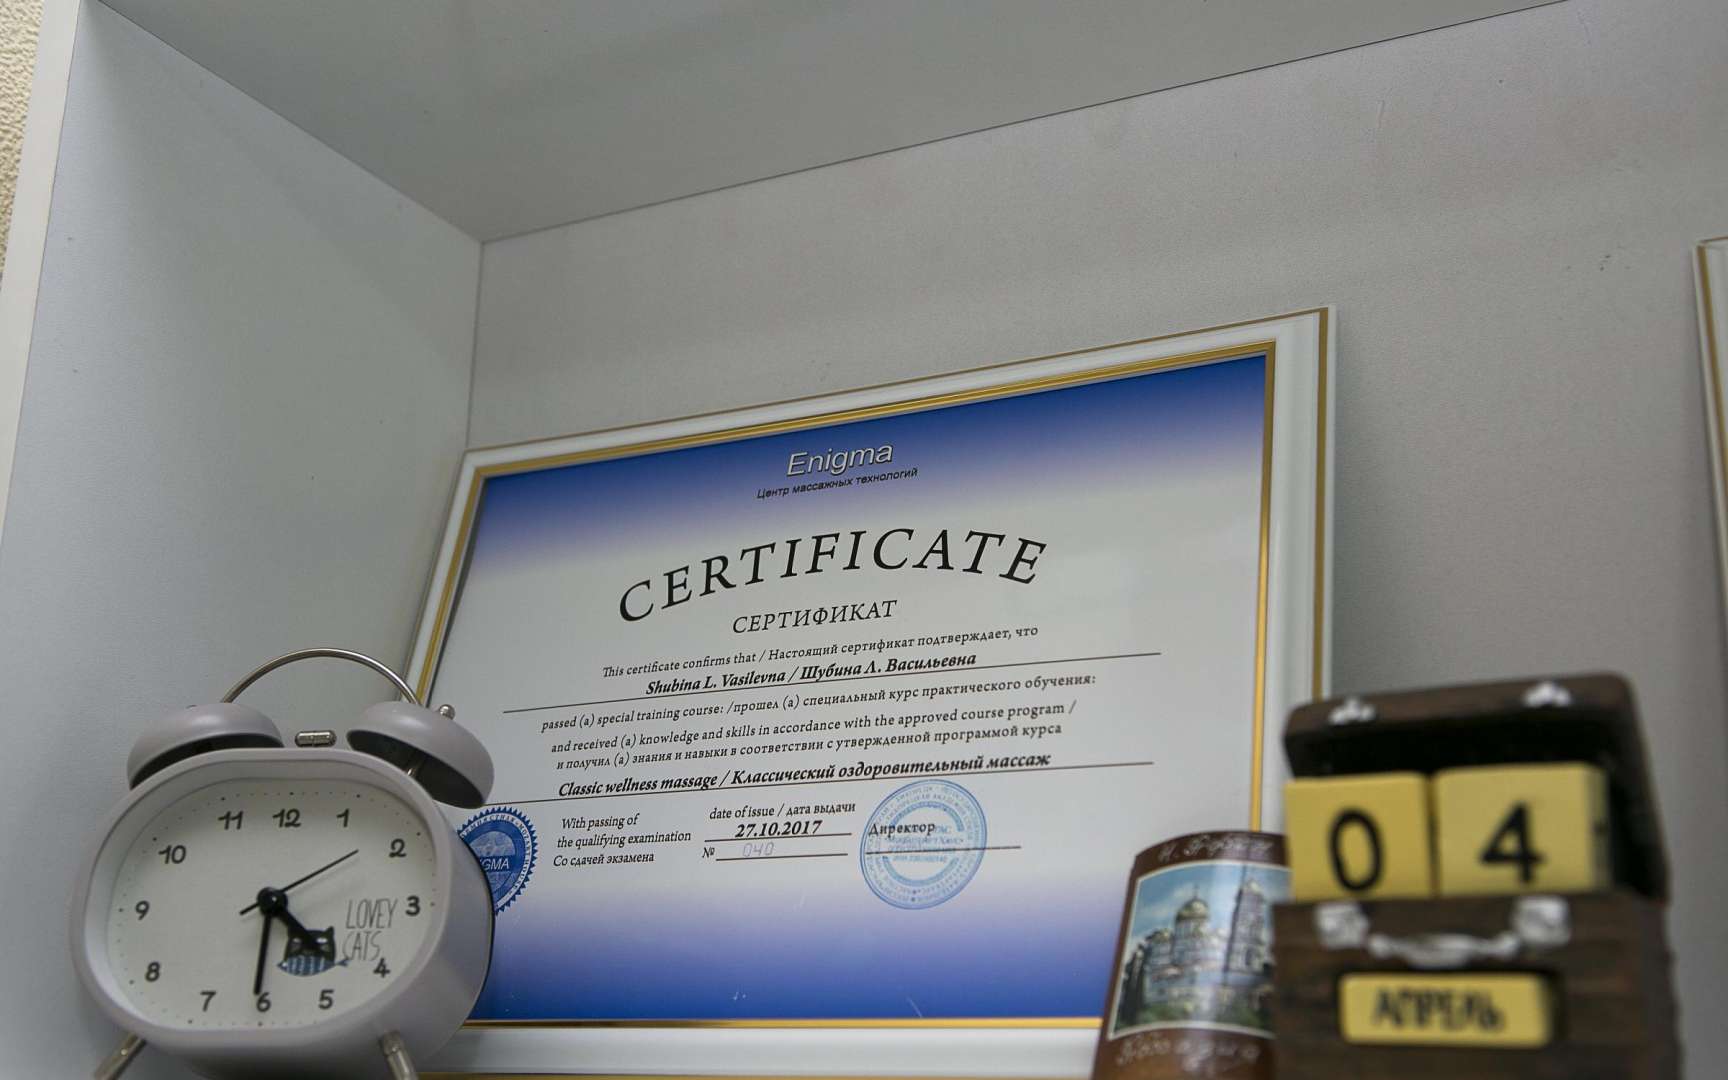 Enigma
Центр массажных технологий
CERTIFICATE
СЕРТИФИКАТ
This certificate confirms that / Настоящий сертификат подтверждает, что
Shubina L. Vasilevna / Шубина Л. Васильевна
passed (a) special training course: /прошел (а) специальный курс практического обучения:
and received (a) knowledge and skills in accordance with the approved course program /
и получил (а) знания и навыки в соответствии с утвержденной программой курса
Classic wellness massage / Классический оздоровительный массаж
With passing of
the qualifying examination
Со сдачей экзамена
date of issue / дата выдачи
27.10.2017
№ 040
Директор
11 12 1
10 2
9 3
8 4
7 6 5
LOVEY
CATS
04
АПРЕЛЬ